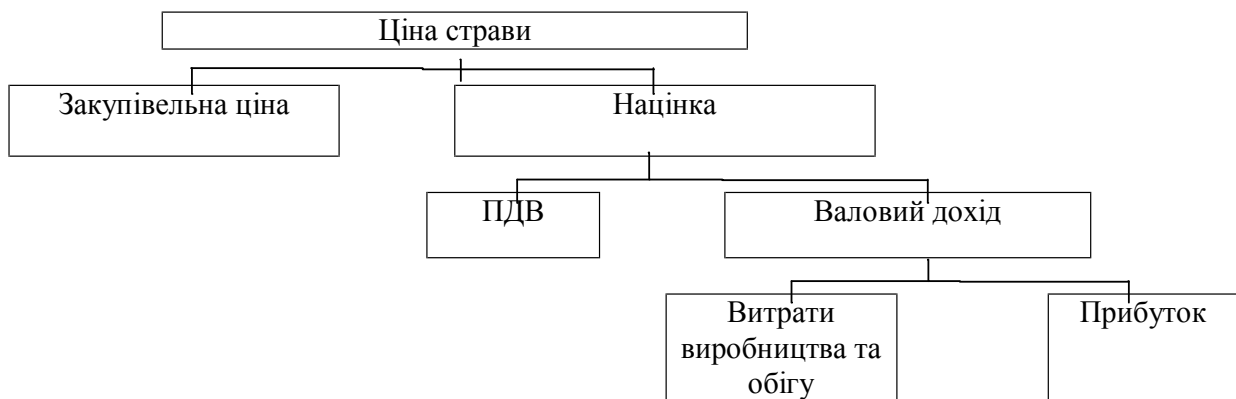 Ціна страви
Закупівельна ціна
Націнка
ПДВ
Валовий дохід
Витрати
виробництва та
обігу
Прибуток